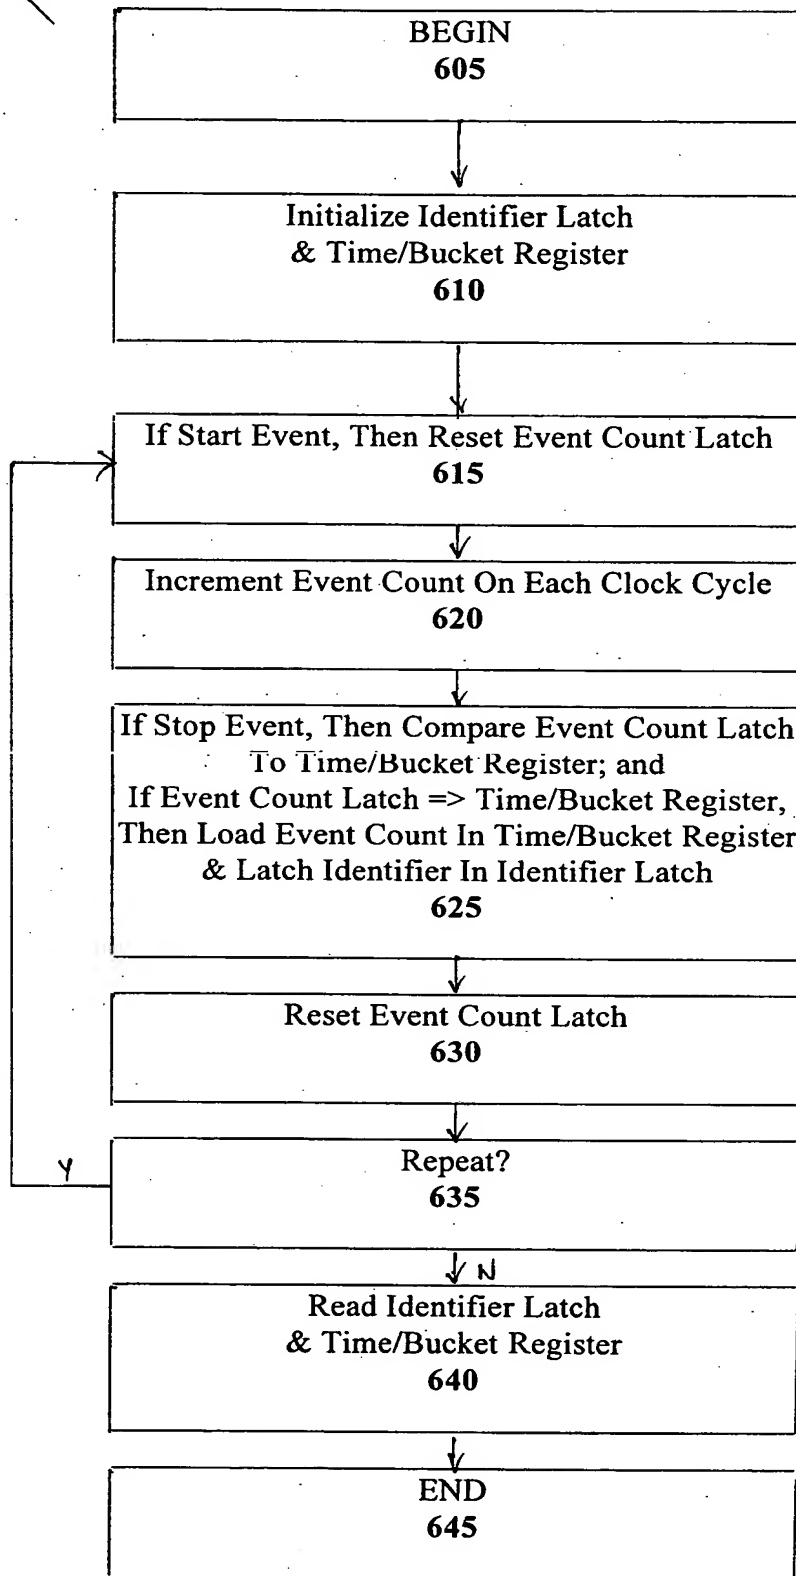 BEGIN
605
Initialize Identifier Latch
& Time/Bucket Register
610
If Start Event, Then Reset Event Count Latch
615
Increment Event Count On Each Clock Cycle
620
If Stop Event, Then Compare Event Count Latch
To Time/Bucket Register; and
If Event Count Latch => Time/Bucket Register,
Then Load Event Count In Time/Bucket Register
& Latch Identifier In Identifier Latch
625
Reset Event Count Latch
630
Y
Repeat?
635
N
Read Identifier Latch
& Time/Bucket Register
640
END
645